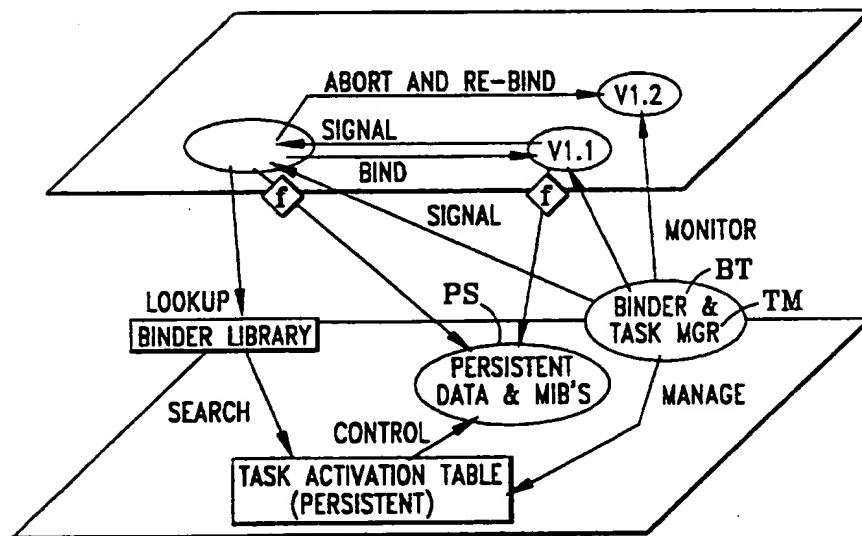 ABORT AND RE-BIND
V1.2
SIGNAL
V1.1
BIND
f
f
SIGNAL
MONITOR
BT
LOOKUP
PS
BINDER &
TM
TASK MGR
BINDER LIBRARY
PERSISTENT
DATA & MIB'S
MANAGE
SEARCH
CONTROL
TASK ACTIVATION TABLE
(PERSISTENT)